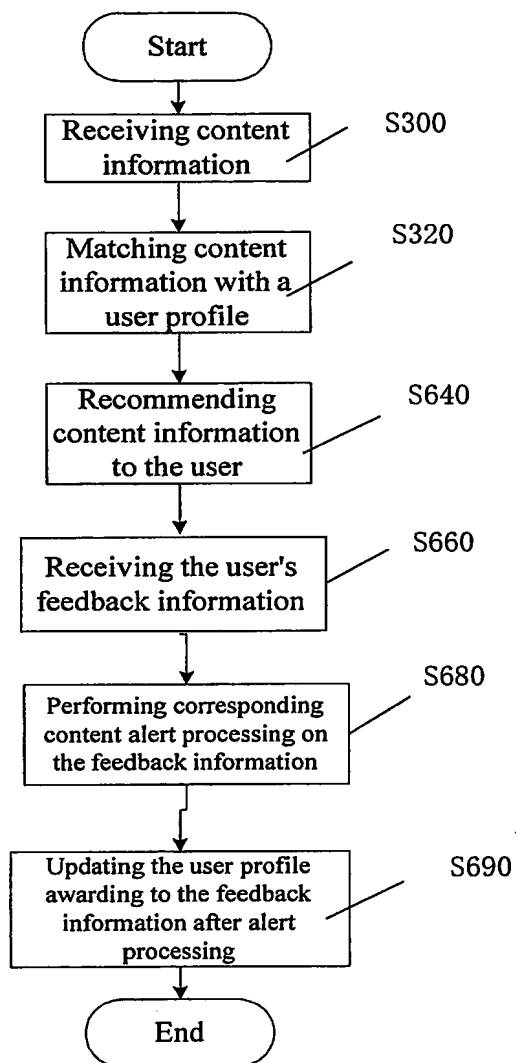 Start
Receiving content
information
S300
Matching content
information with a
user profile
S320
Recommending
content information
to the user
S640
Receiving the user's
feedback information
S660
Performing corresponding
content alert processing on
the feedback information
S680
Updating the user profile
awarding to the feedback
information after alert
processing
S690
End